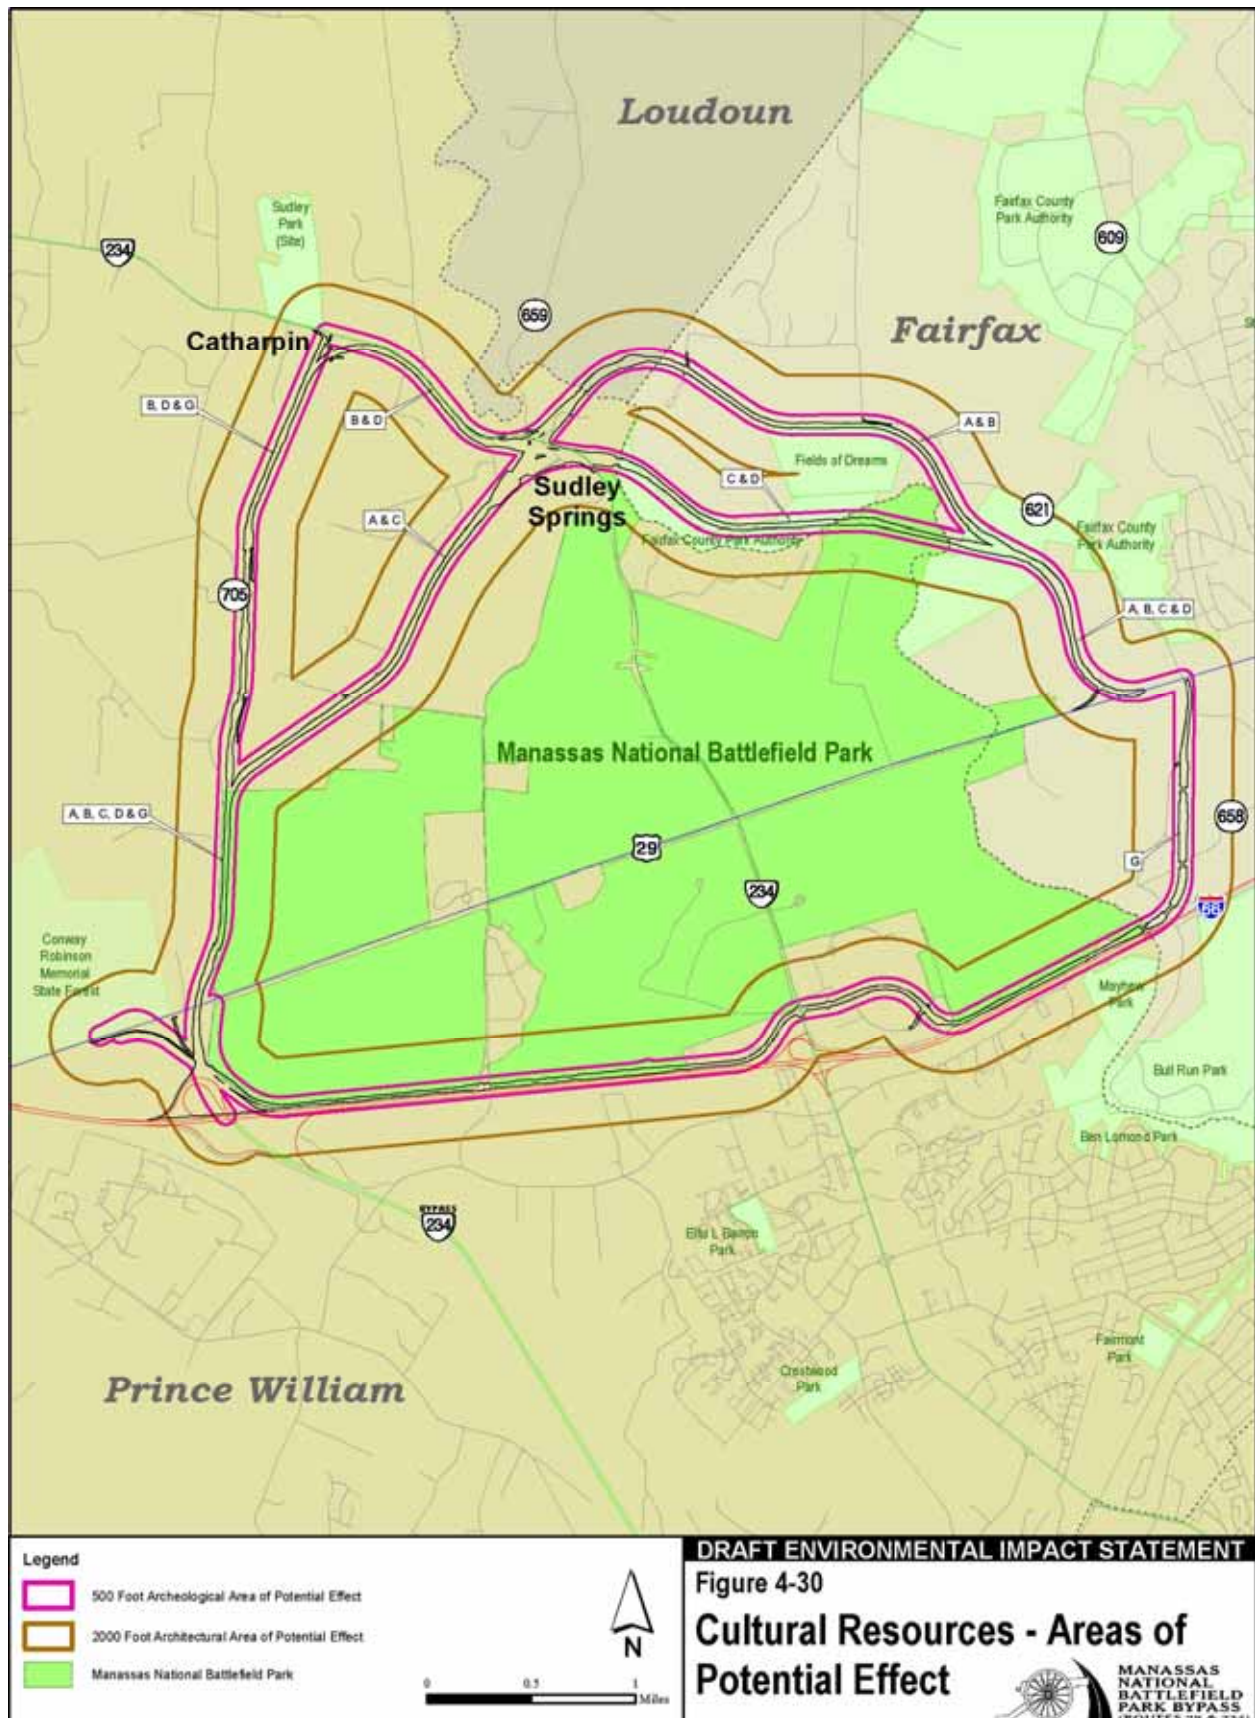 Loudoun
Sudley
Park
(Site)
Fairfax County
Park Authority
609
234
659
Fairfax
Catharpin
B, D & G
B & D
A & B
Fields of Dreams
C & D
Sudley
Springs
621
A & C
Fairfax County
Park Authority
Fairfax County Park Authority
705
A, B, C & D
Manassas National Battlefield Park
A, B, C, D & G
658
29
G
234
66
Conway
Robinson
Memorial
State Forest
Mayhew
Park
Bull Run Park
Ben Lomond Park
BYPASS
234
Park
Fairmont
Park
Crestwood
Park
Prince William
Legend
500 Foot Archeological Area of Potential Effect
2000 Foot Architectural Area of Potential Effect
Manassas National Battlefield Park
N
0 0.5 1
Miles
DRAFT ENVIRONMENTAL IMPACT STATEMENT
Figure 4-30
Cultural Resources - Areas of
Potential Effect
MANASSAS
NATIONAL
BATTLEFIELD
PARK BYPASS